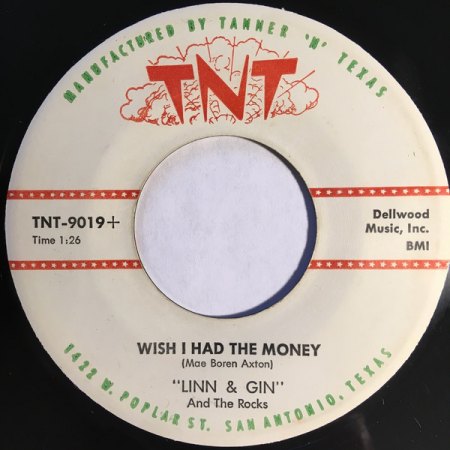 MANUFACTURED BY TANNER 'N' TEXAS
TNT
TNT-9019+
Time 1:26
Dellwood
Music, Inc.
BMI
WISH I HAD THE MONEY
(Mae Boren Axton)
"LINN & GIN"
And The Rocks
1422 W. POPLAR ST. SAN ANTONIO, TEXAS